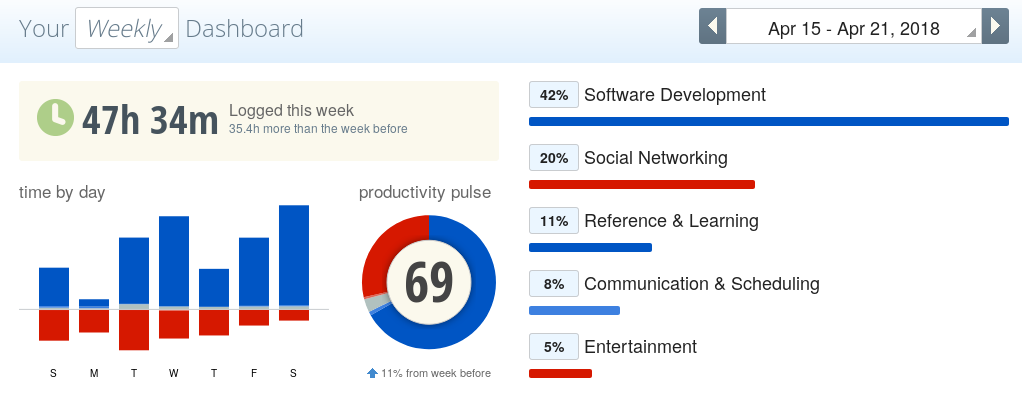 Your Weekly Dashboard
Apr 15 - Apr 21, 2018
47h 34m
Logged this week
35.4h more than the week before
time by day
S M T W T F S
productivity pulse
69
11% from week before
42% Software Development
20% Social Networking
11% Reference & Learning
8% Communication & Scheduling
5% Entertainment